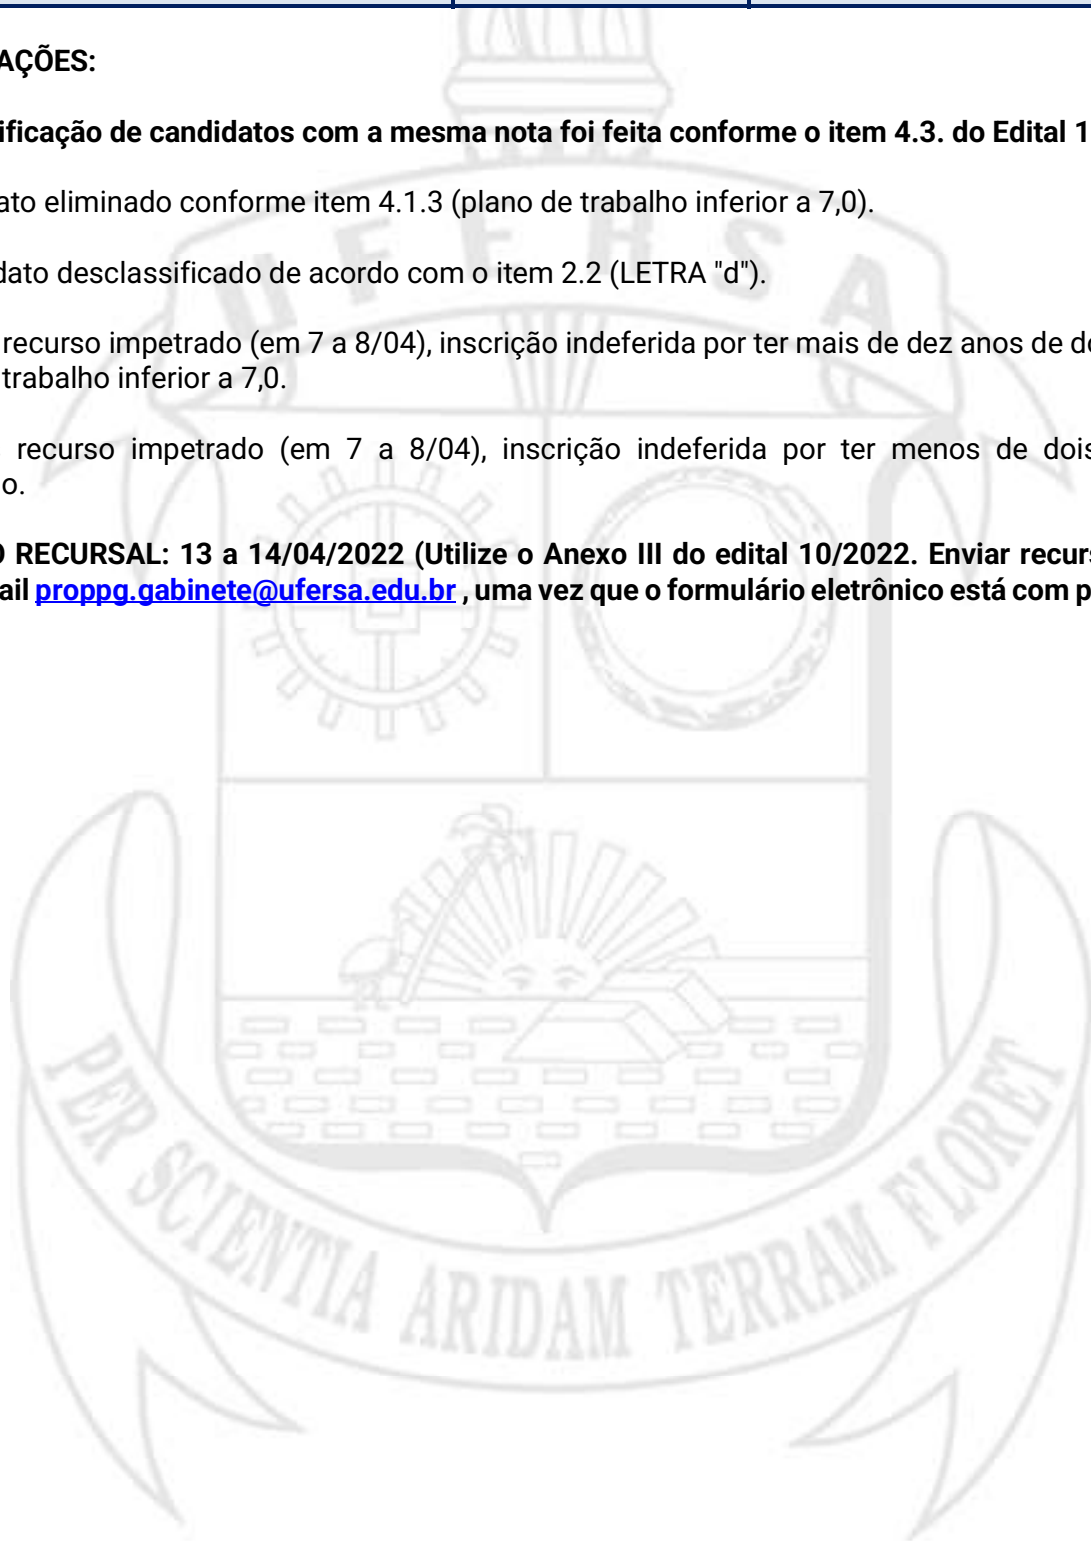 AÇÕES:
ificação de candidatos com a mesma nota foi feita conforme o item 4.3. do Edital 1
ato eliminado conforme item 4.1.3 (plano de trabalho inferior a 7,0).
dato desclassificado de acordo com o item 2.2 (LETRA "d").
recurso impetrado (em 7 a 8/04), inscrição indeferida por ter mais de dez anos de do
trabalho inferior a 7,0.
recurso impetrado (em 7 a 8/04), inscrição indeferida por ter menos de dois
o.
O RECURSAL: 13 a 14/04/2022 (Utilize o Anexo III do edital 10/2022. Enviar recurs
ail proppg.gabinete@ufersa.edu.br , uma vez que o formulário eletrônico está com p
UFERSA
PER SCIENTIA ARIDAM TERRAM FLORET